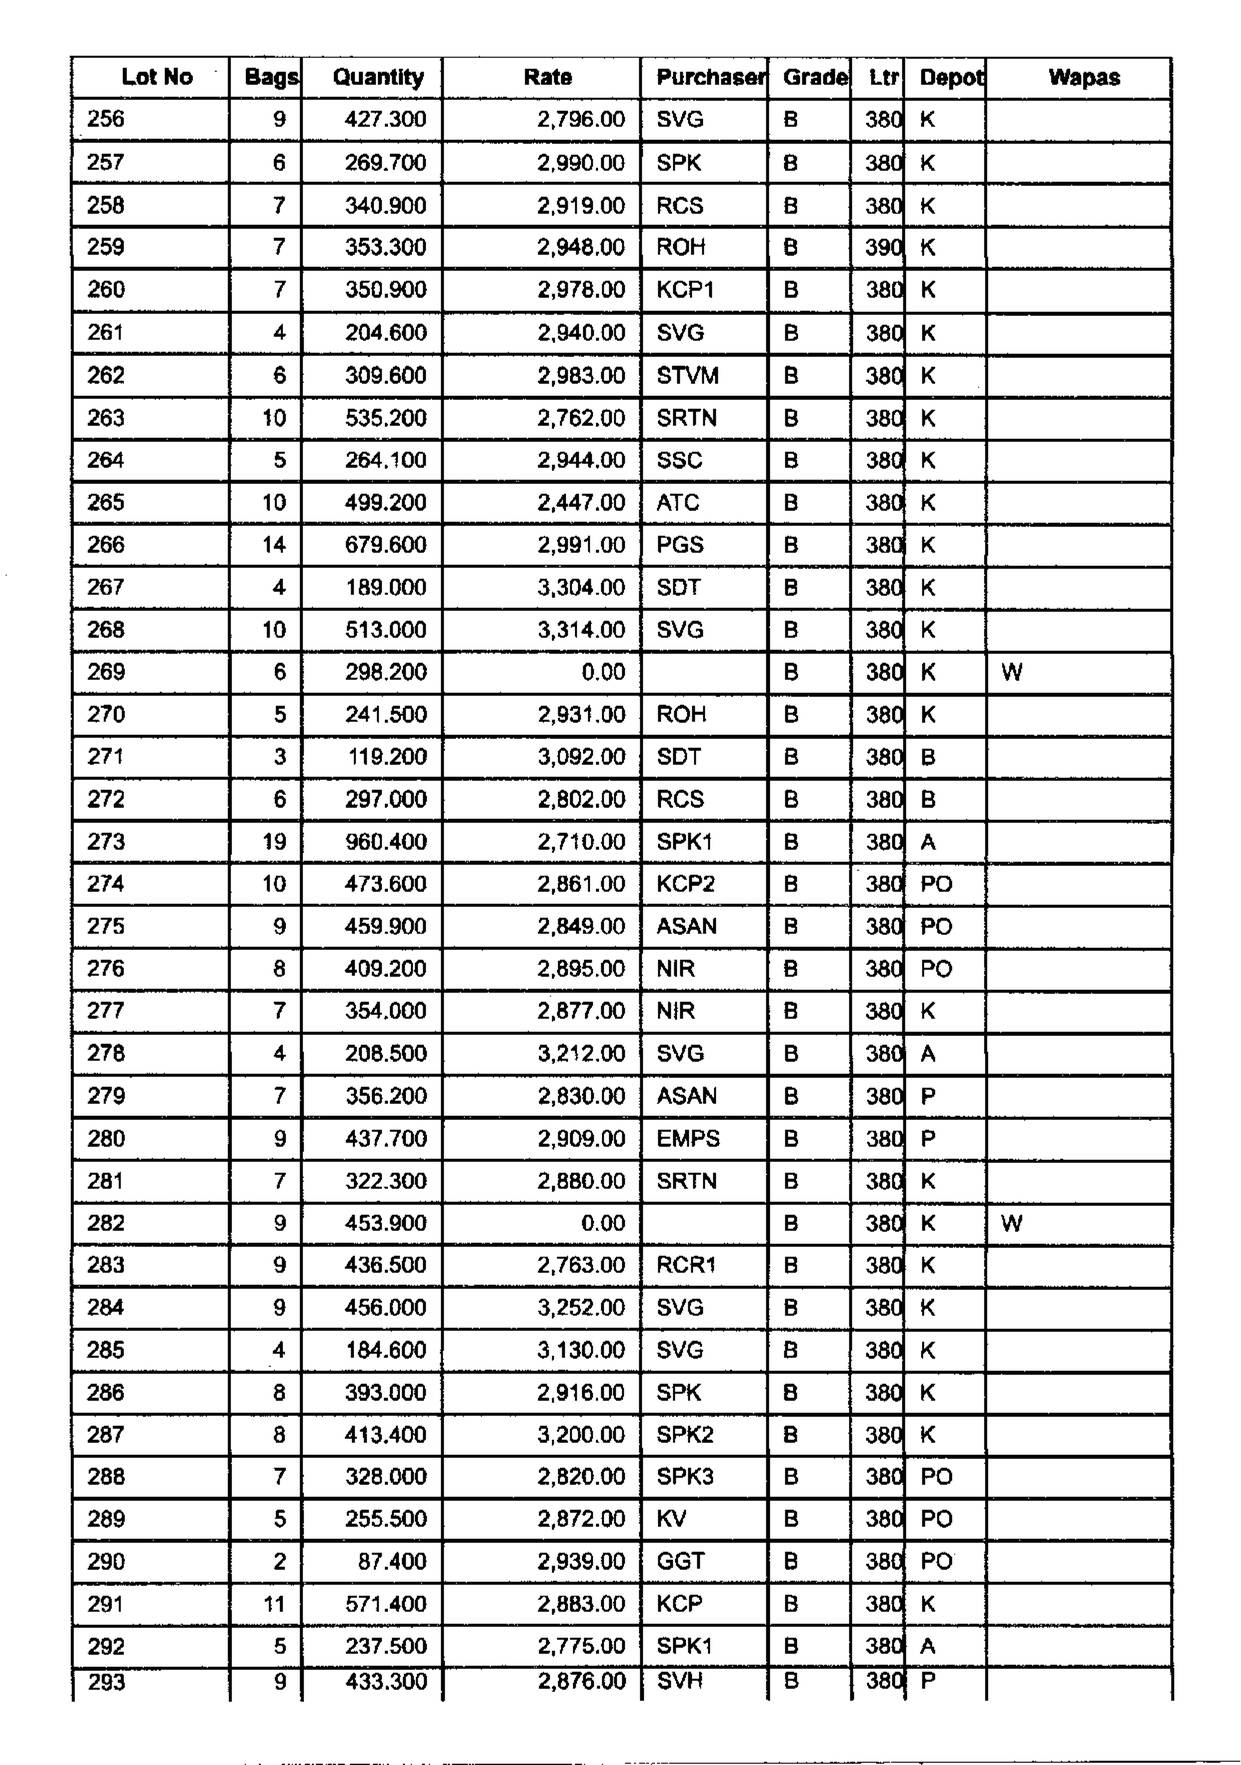 Lot No Bags Quantity Rate Purchaser Grade Ltr Depot Wapas
256 9 427.300 2,796.00 SVG B 380 K
257 6 269.700 2,990.00 SPK B 380 K
258 7 340.900 2,919.00 RCS B 380 K
259 7 353.300 2,948.00 ROH B 390 K
260 7 350.900 2,978.00 KCP1 B 380 K
261 4 204.600 2,940.00 SVG B 380 K
262 6 309.600 2,983.00 STVM B 380 K
263 10 535.200 2,762.00 SRTN B 380 K
264 5 264.100 2,944.00 SSC B 380 K
265 10 499.200 2,447.00 ATC B 380 K
266 14 679.600 2,991.00 PGS B 380 K
267 4 189.000 3,304.00 SDT B 380 K
268 10 513.000 3,314.00 SVG B 380 K
269 6 298.200 0.00 B 380 K W
270 5 241.500 2,931.00 ROH B 380 K
271 3 119.200 3,092.00 SDT B 380 B
272 6 297.000 2,802.00 RCS B 380 B
273 19 960.400 2,710.00 SPK1 B 380 A
274 10 473.600 2,861.00 KCP2 B 380 PO
275 9 459.900 2,849.00 ASAN B 380 PO
276 8 409.200 2,895.00 NIR B 380 PO
277 7 354.000 2,877.00 NIR B 380 K
278 4 208.500 3,212.00 SVG B 380 A
279 7 356.200 2,830.00 ASAN B 380 P
280 9 437.700 2,909.00 EMPS B 380 P
281 7 322.300 2,880.00 SRTN B 380 K
282 9 453.900 0.00 B 380 K W
283 9 436.500 2,763.00 RCR1 B 380 K
284 9 456.000 3,252.00 SVG B 380 K
285 4 184.600 3,130.00 SVG B 380 K
286 8 393.000 2,916.00 SPK B 380 K
287 8 413.400 3,200.00 SPK2 B 380 K
288 7 328.000 2,820.00 SPK3 B 380 PO
289 5 255.500 2,872.00 KV B 380 PO
290 2 87.400 2,939.00 GGT B 380 PO
291 11 571.400 2,883.00 KCP B 380 K
292 5 237.500 2,775.00 SPK1 B 380 A
293 9 433.300 2,876.00 SVH B 380 P